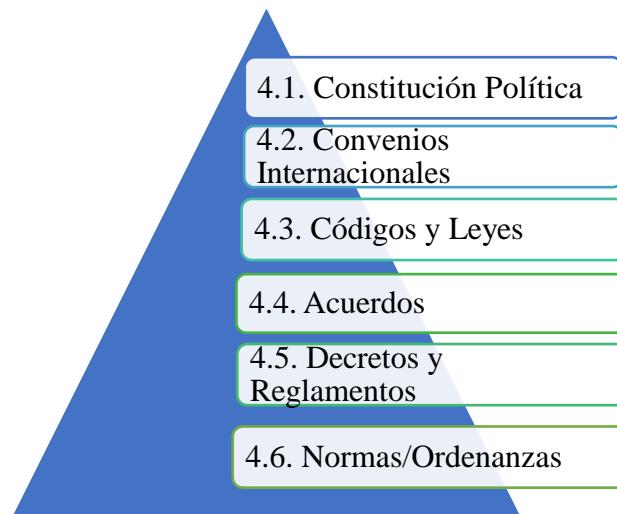 4.1. Constitución Política
4.2. Convenios
Internacionales
4.3. Códigos y Leyes
4.4. Acuerdos
4.5. Decretos y
Reglamentos
4.6. Normas/Ordenanzas